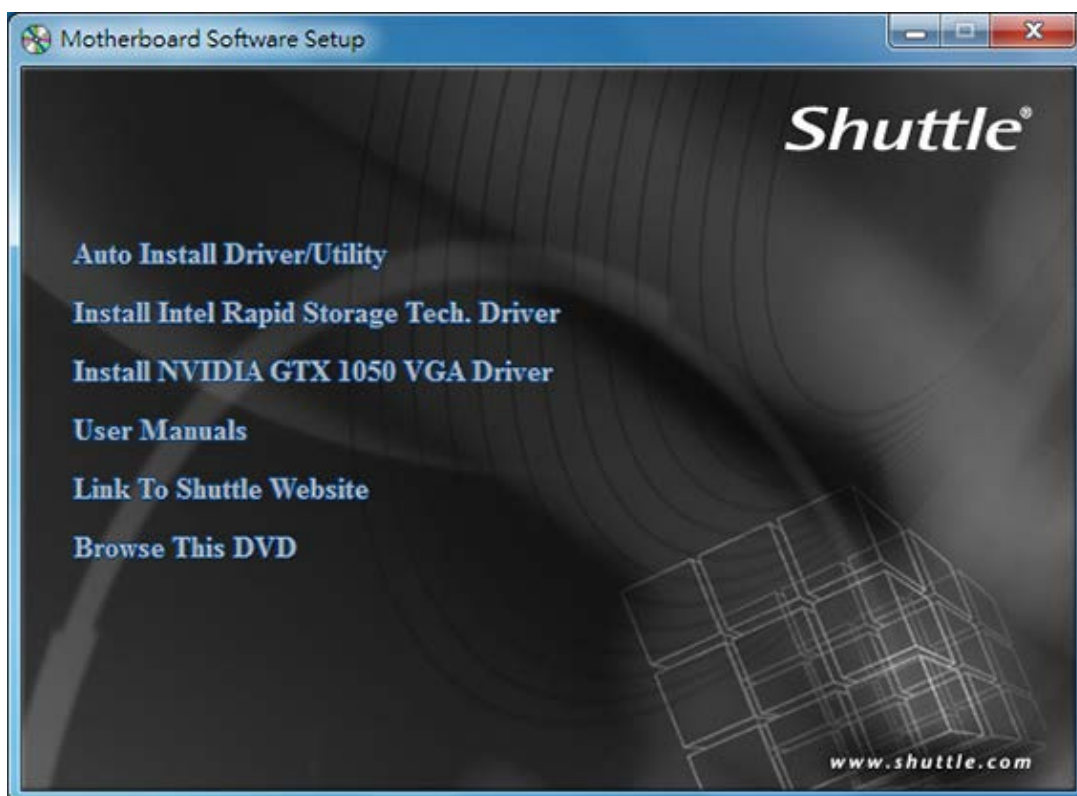 Motherboard Software Setup
Shuttle®
Auto Install Driver/Utility
Install Intel Rapid Storage Tech. Driver
Install NVIDIA GTX 1050 VGA Driver
User Manuals
Link To Shuttle Website
Browse This DVD
www.shuttle.com